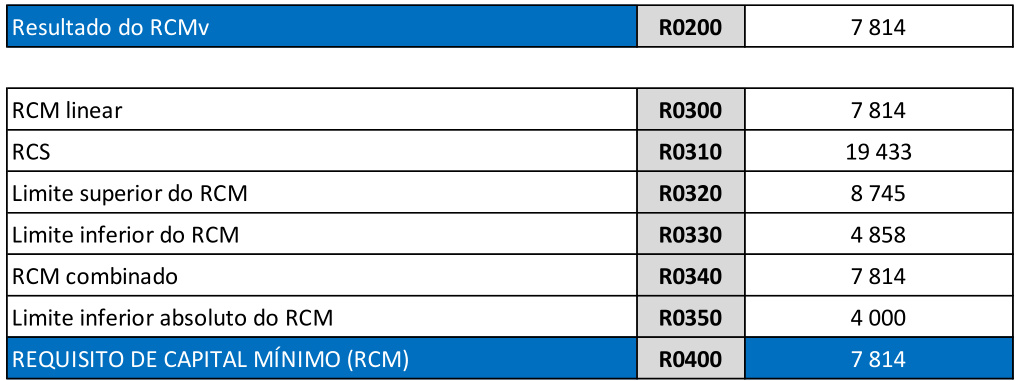 Resultado do RCMv R0200 7 814
RCM linear R0300 7 814
RCS R0310 19 433
Limite superior do RCM R0320 8 745
Limite inferior do RCM R0330 4 858
RCM combinado R0340 7 814
Limite inferior absoluto do RCM R0350 4 000
REQUISITO DE CAPITAL MÍNIMO (RCM) R0400 7 814